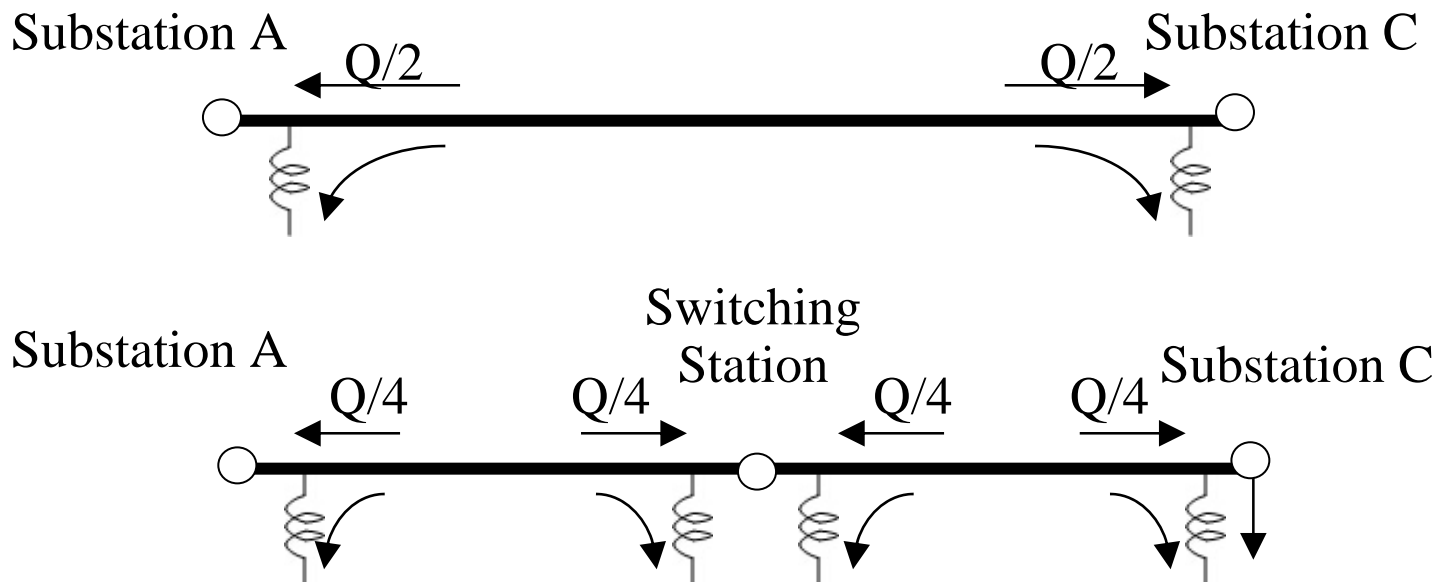 Substation A
Q/2
Q/2
Substation C
Switching
Station
Substation A
Substation C
Q/4
Q/4
Q/4
Q/4